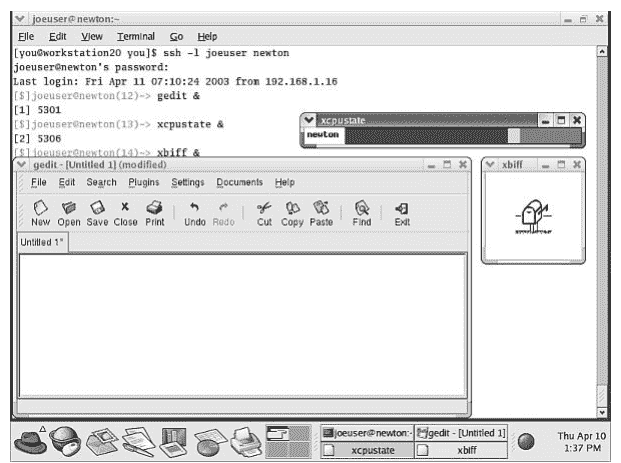 joeuser@newton:~
File Edit View Terminal Go Help
[you@workstation20 you]$ ssh -l joeuser newton
joeuser@newton's password:
Last login: Fri Apr 11 07:10:24 2003 from 192.168.1.16
[$]joeuser@newton(12)-> gedit &
[1] 5301
[$]joeuser@newton(13)-> xcpustate &
[2] 5306
[$]joeuser@newton(14)-> xbiff &
xcpustate
newton
gedit - [Untitled 1] (modified)
File Edit Search Plugins Settings Documents Help
New Open Save Close Print Undo Redo Cut Copy Paste Find Exit
Untitled 1*
xbiff
joeuser@newton:- gedit - [Untitled 1]
xcpustate xbiff
Thu Apr 10
1:37 PM